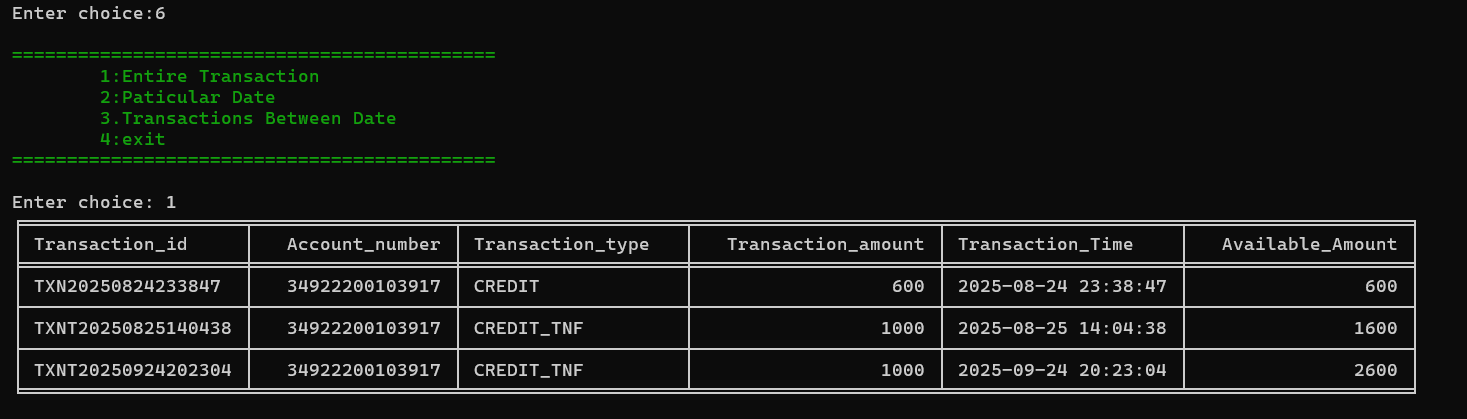 Enter choice:6
============================================
1:Entire Transaction
2:Paticular Date
3.Transactions Between Date
4:exit
============================================
Enter choice: 1
Transaction_id Account_number Transaction_type Transaction_amount Transaction_Time Available_Amount
TXN20250824233847 34922200103917 CREDIT 600 2025-08-24 23:38:47 600
TXNT20250825140438 34922200103917 CREDIT_TNF 1000 2025-08-25 14:04:38 1600
TXNT20250924202304 34922200103917 CREDIT_TNF 1000 2025-09-24 20:23:04 2600